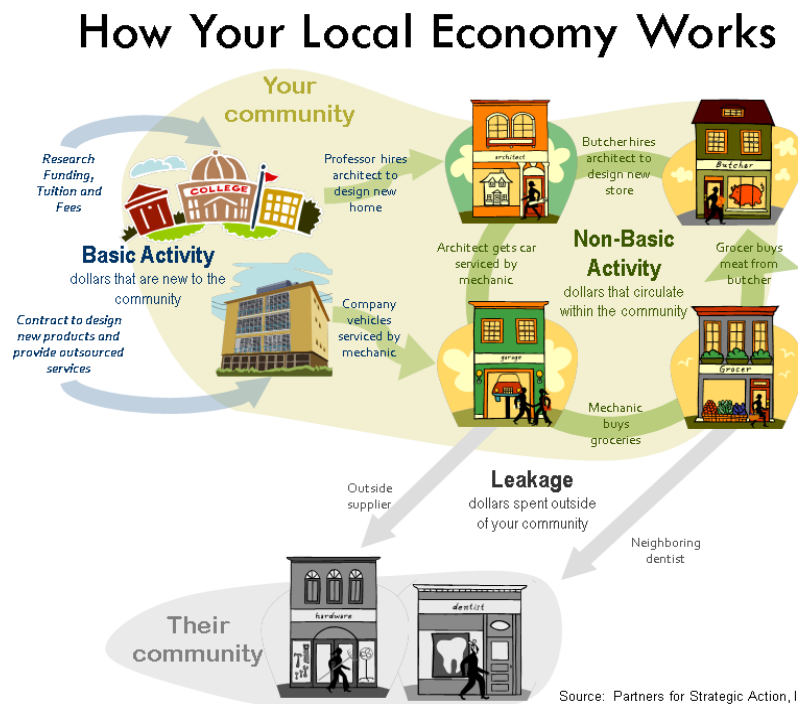 How Your Local Economy Works
Your
community
Research
Funding,
Tuition and
Fees
COLLEGE
Professor hires
architect to
design new
home
architect
Butcher hires
architect to
design new
store
Butcher
Basic Activity
dollars that are new to the
community
Architect gets car
serviced by
mechanic
Non-Basic
Activity
dollars that circulate
within the community
Grocer buys
meat from
butcher
Contract to design
new products and
provide outsourced
services
Company
vehicles
serviced by
mechanic
garage
Grocer
Mechanic
buys
groceries
Leakage
dollars spent outside
of your community
Outside
supplier
Neighboring
dentist
Their
community
hardware
dentist
Source: Partners for Strategic Action, I